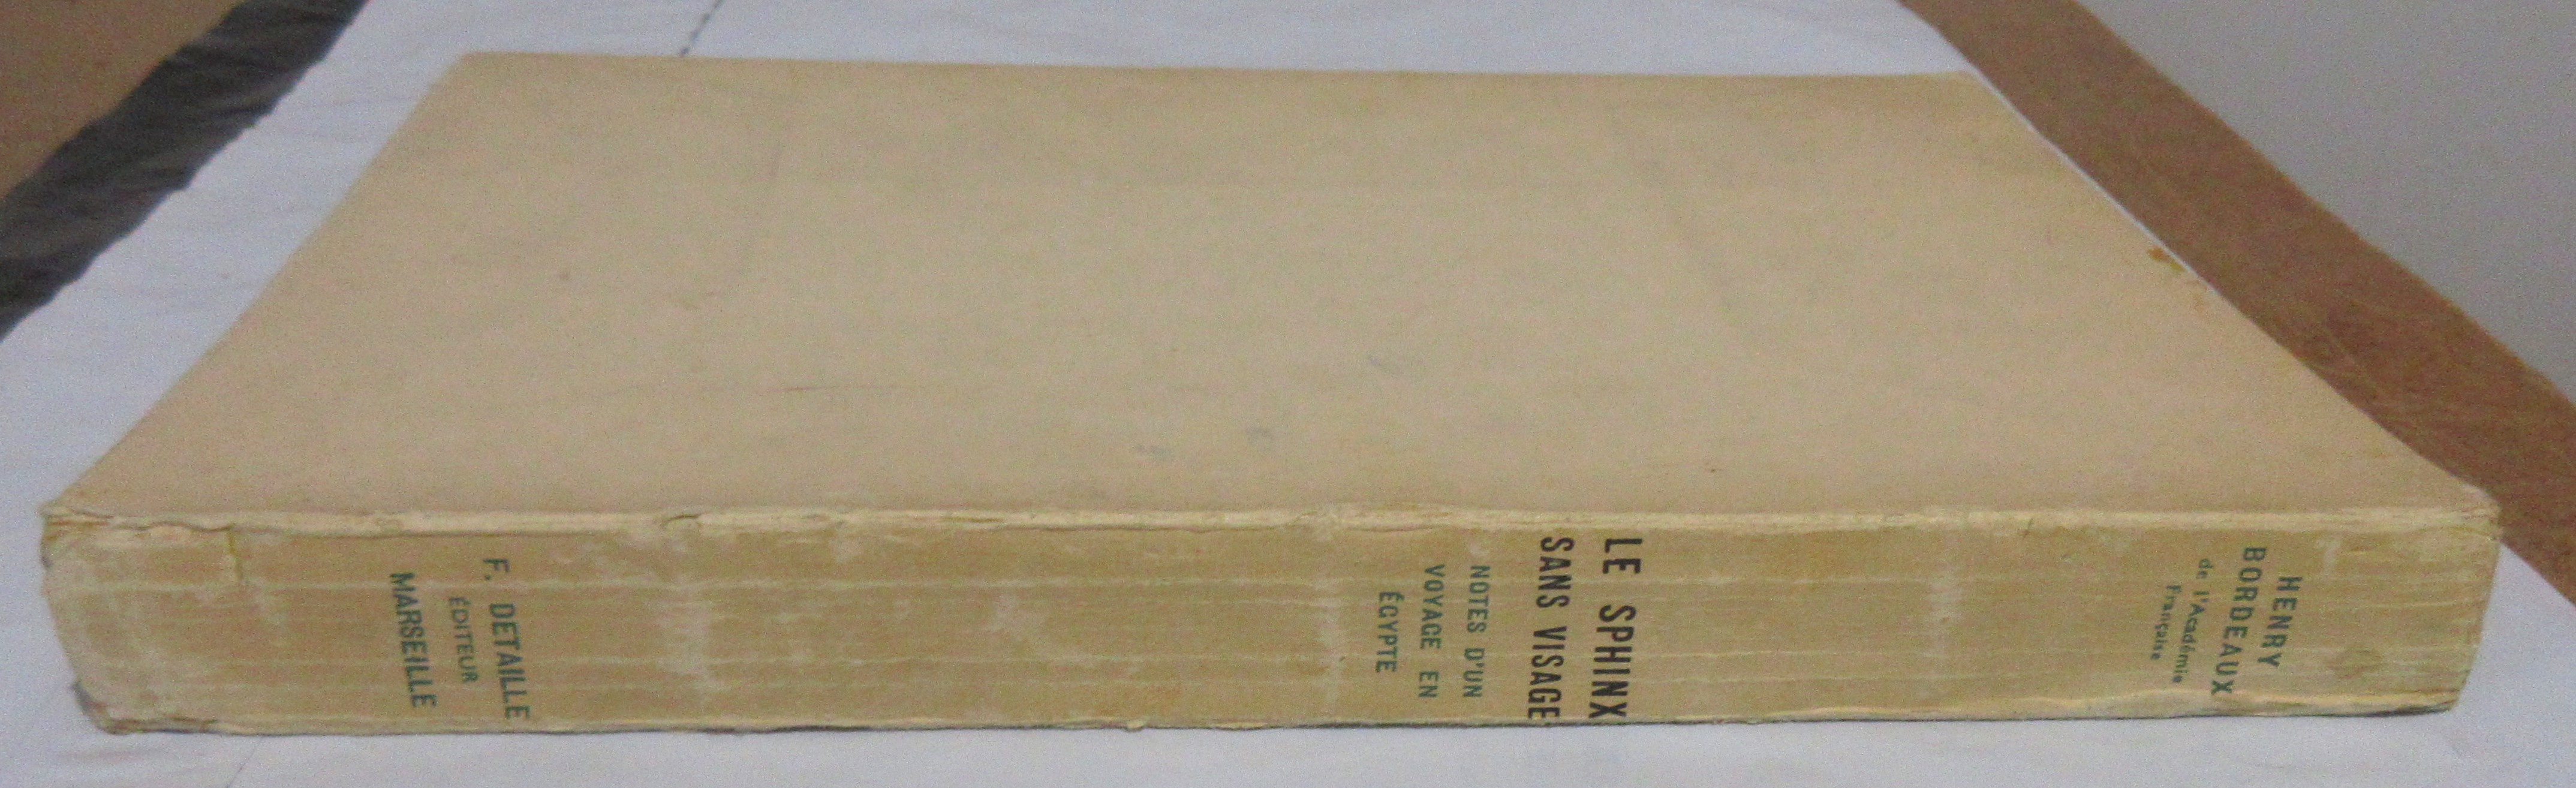 HENRY
BORDEAUX
de l'Académie
Française
LE SPHINX
SANS VISAGE
NOTES D'UN
VOYAGE EN
ÉGYPTE
F. DETAILLE
ÉDITEUR
MARSEILLE